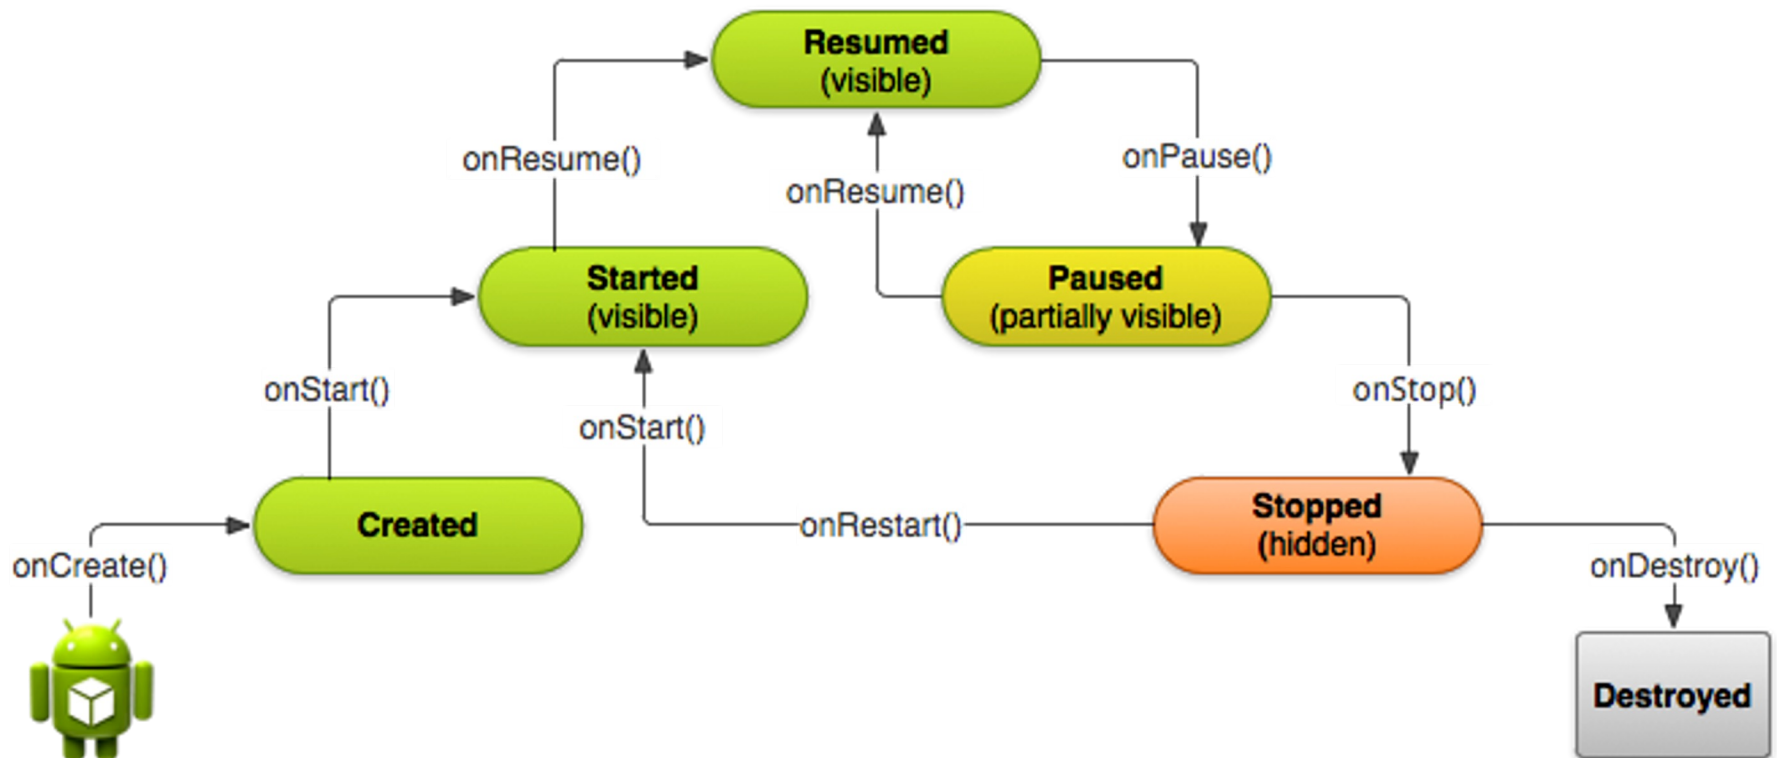 Resumed
(visible)
onResume()
onPause()
onResume()
Started
(visible)
Paused
(partially visible)
onStart()
onStop()
onStart()
Created
Stopped
(hidden)
onRestart()
onCreate()
onDestroy()
Destroyed